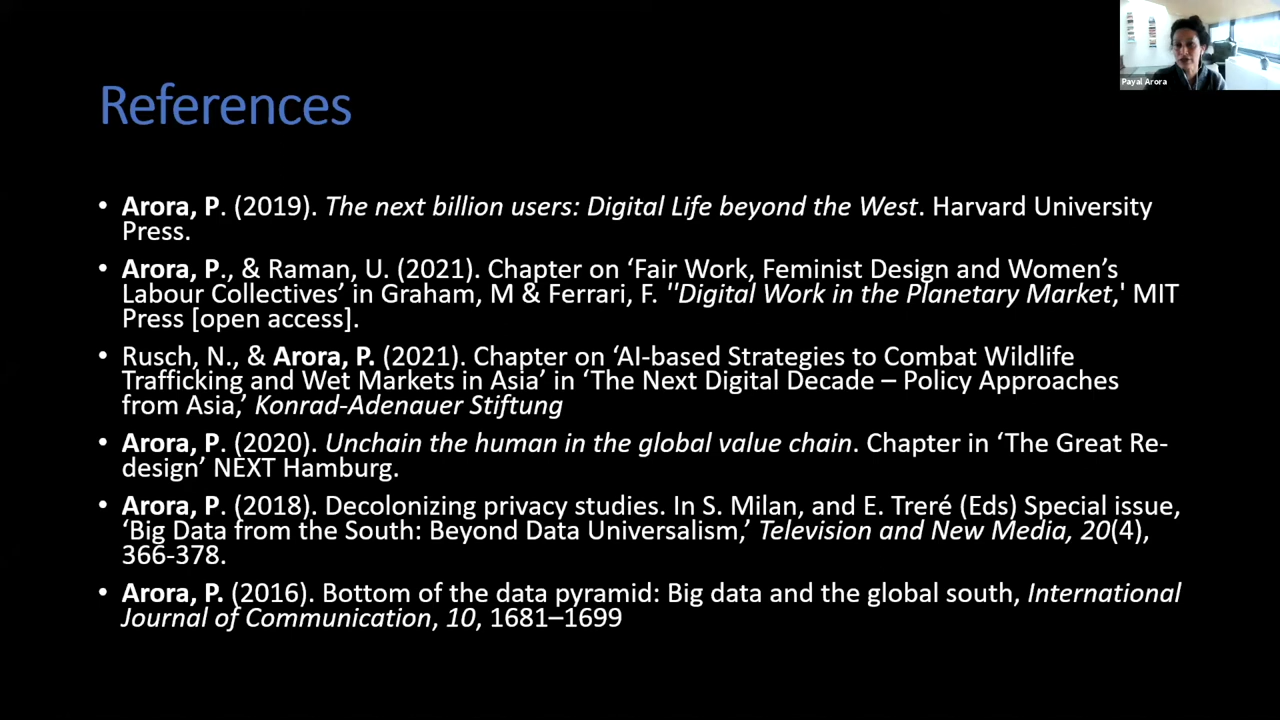 Payal Arora
References
• Arora, P. (2019). The next billion users: Digital Life beyond the West. Harvard University
Press.
• Arora, P., & Raman, U. (2021). Chapter on ‘Fair Work, Feminist Design and Women’s
Labour Collectives’ in Graham, M & Ferrari, F. "Digital Work in the Planetary Market,' MIT
Press [open access].
• Rusch, N., & Arora, P. (2021). Chapter on ‘AI-based Strategies to Combat Wildlife
Trafficking and Wet Markets in Asia’ in ‘The Next Digital Decade – Policy Approaches
from Asia,’ Konrad-Adenauer Stiftung
• Arora, P. (2020). Unchain the human in the global value chain. Chapter in ‘The Great Re-
design’ NEXT Hamburg.
• Arora, P. (2018). Decolonizing privacy studies. In S. Milan, and E. Treré (Eds) Special issue,
‘Big Data from the South: Beyond Data Universalism,’ Television and New Media, 20(4),
366-378.
• Arora, P. (2016). Bottom of the data pyramid: Big data and the global south, International
Journal of Communication, 10, 1681–1699